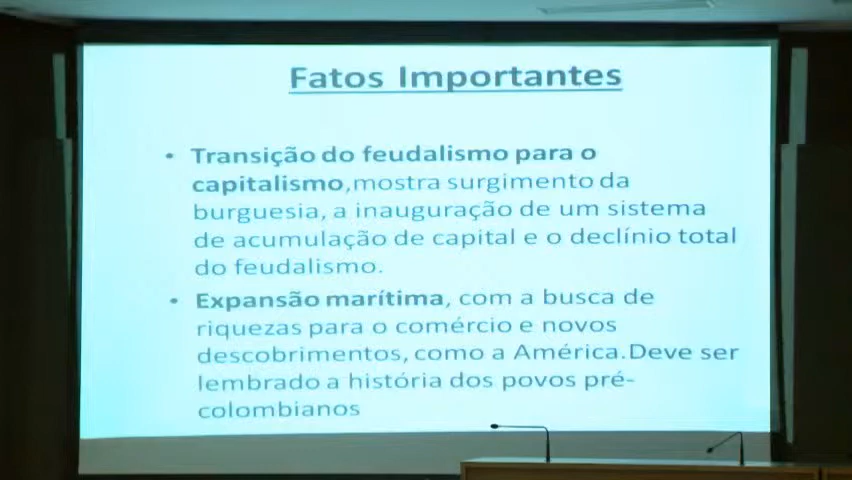 Fatos Importantes
• Transição do feudalismo para o
capitalismo,mostra surgimento da
burguesia, a inauguração de um sistema
de acumulação de capital e o declínio total
do feudalismo.
• Expansão marítima, com a busca de
riquezas para o comércio e novos
descobrimentos, como a América.Deve ser
lembrado a história dos povos pré-
colombianos